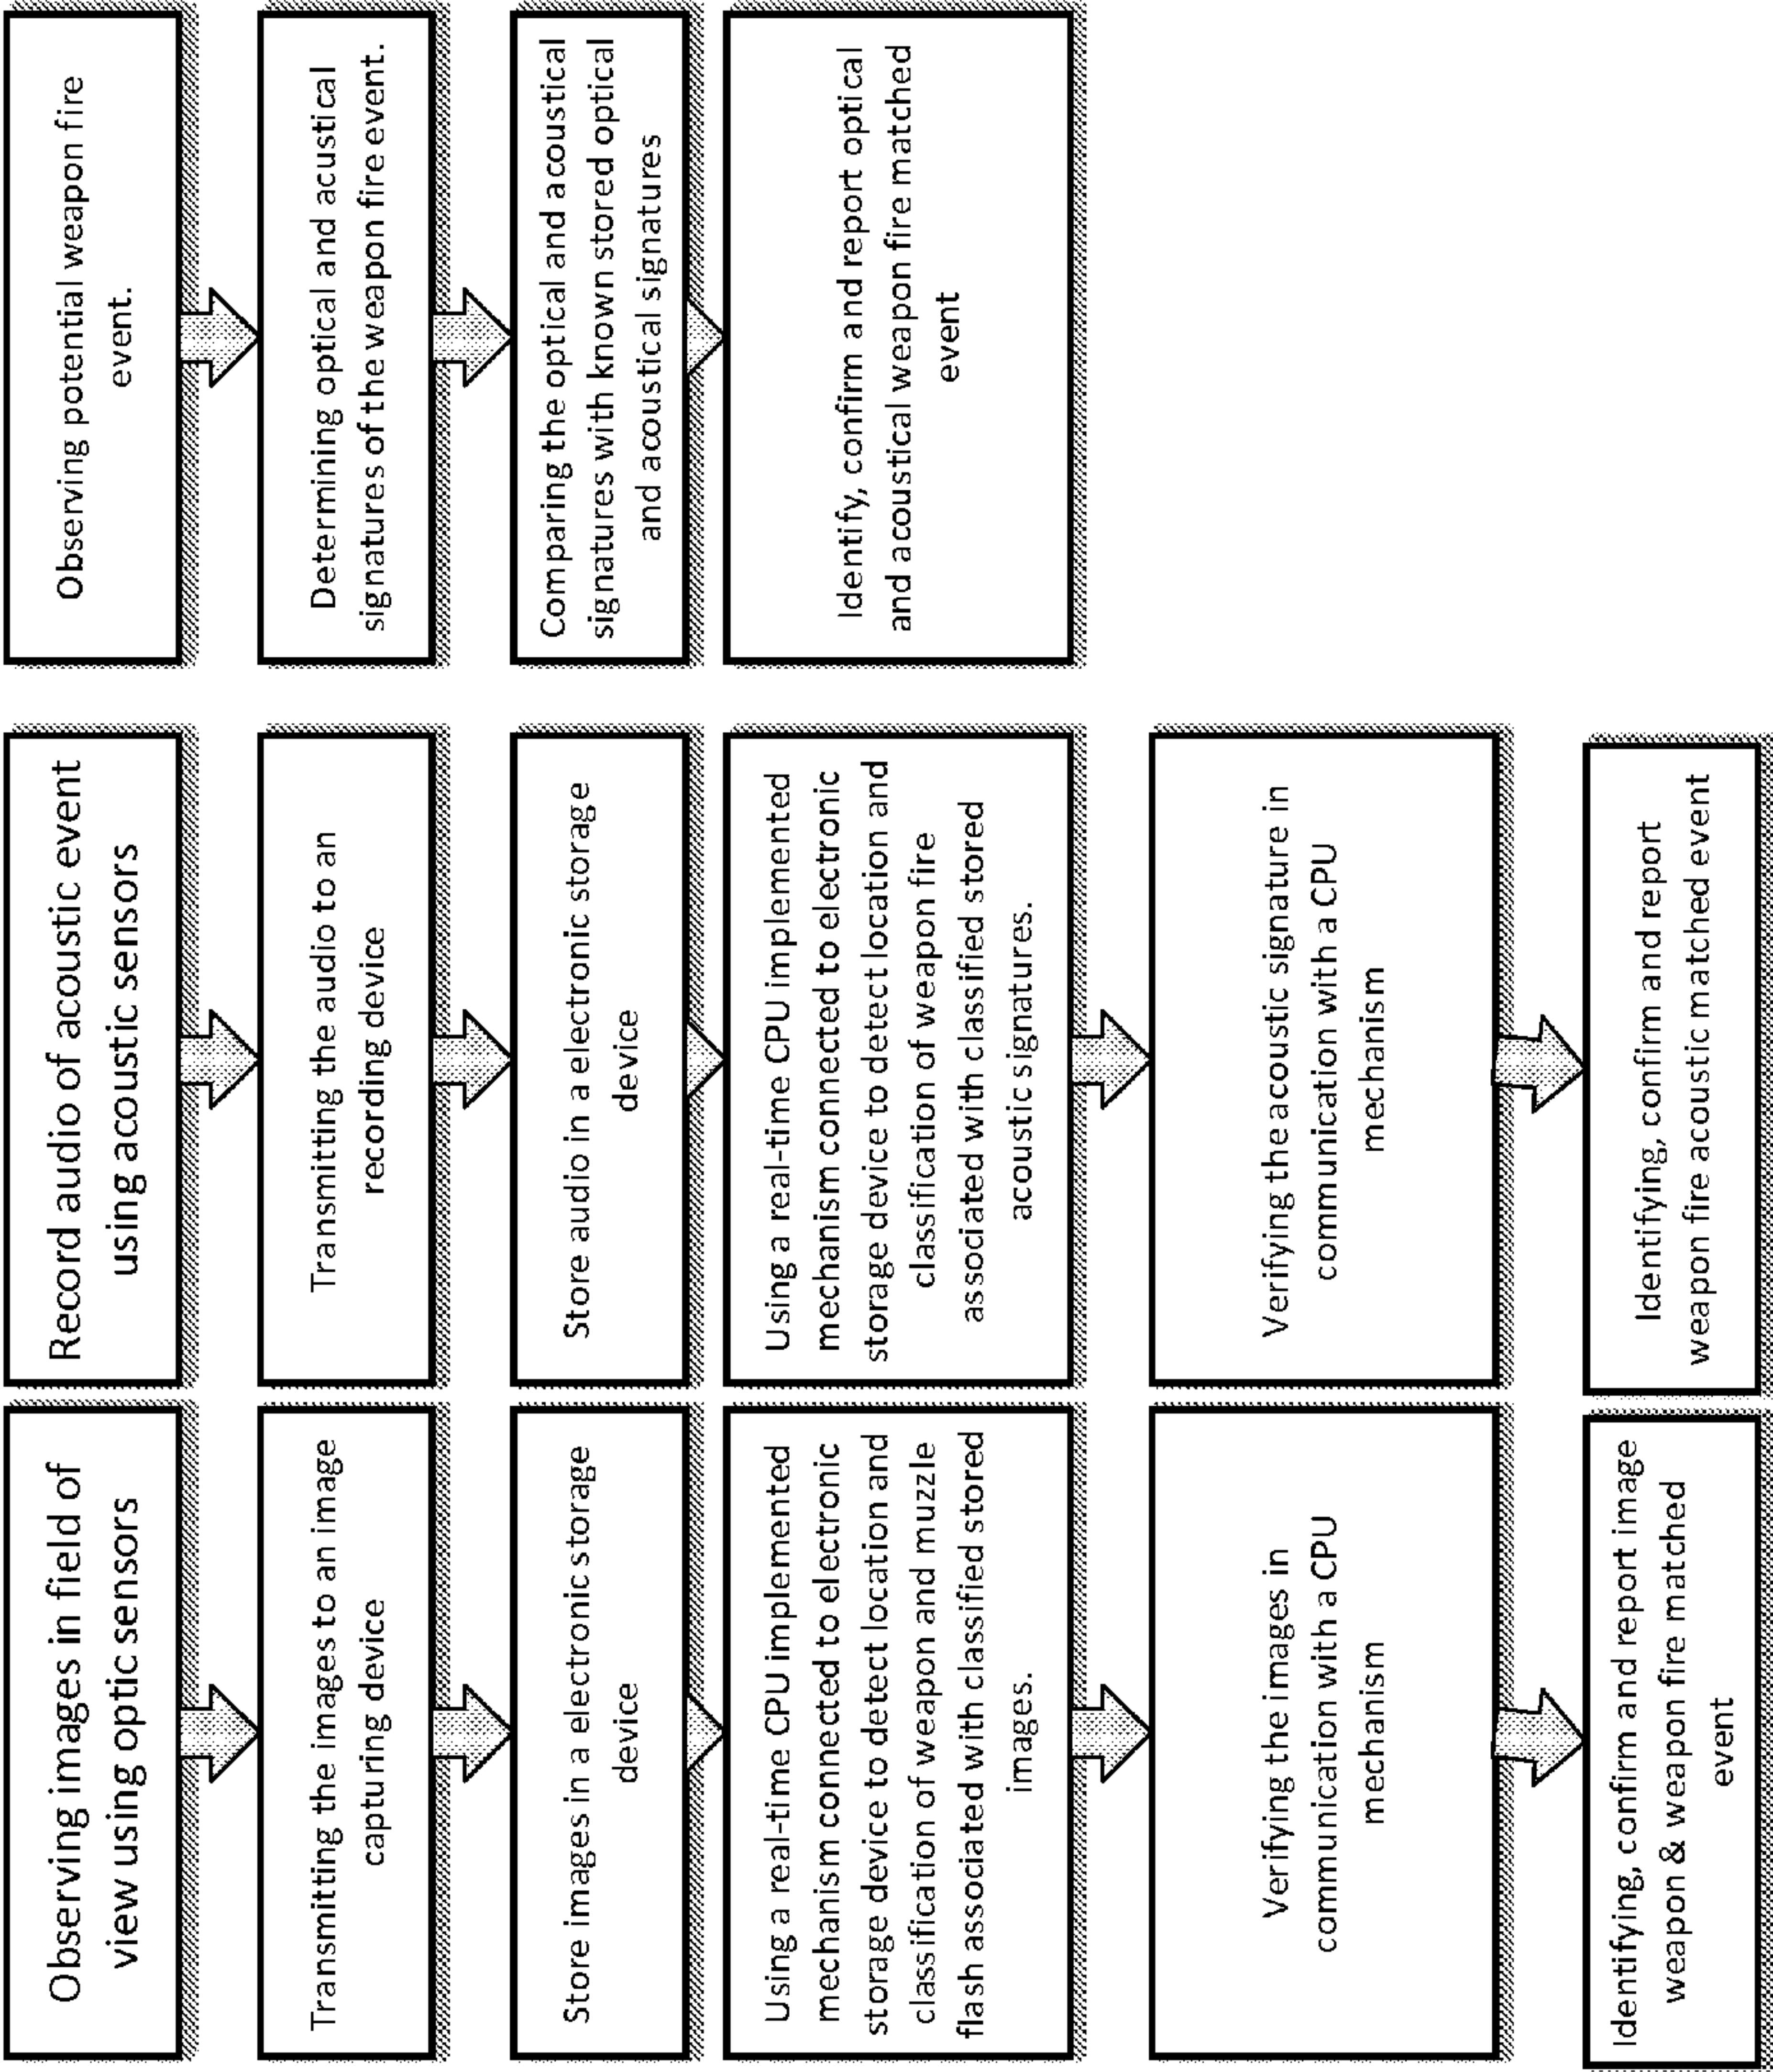 Observing images in field of
view using optic sensors
Transmitting the images to an image
capturing device
Store images in a electronic storage
device
Using a real-time CPU implemented
mechanism connected to electronic
storage device to detect location and
classification of weapon and muzzle
flash associated with classified stored
images.
Verifying the images in
communication with a CPU
mechanism
Identifying, confirm and report image
weapon & weapon fire matched
event
Record audio of acoustic event
using acoustic sensors
Transmitting the audio to an
recording device
Store audio in a electronic storage
device
Using a real-time CPU implemented
mechanism connected to electronic
storage device to detect location and
classification of weapon fire
associated with classified stored
acoustic signatures.
Verifying the acoustic signature in
communication with a CPU
mechanism
Identifying, confirm and report
weapon fire acoustic matched event
Observing potential weapon fire
event.
Determining optical and acustical
signatures of the weapon fire event.
Comparing the optical and acoustical
signatures with known stored optical
and acoustical signatures
Identify, confirm and report optical
and acoustical weapon fire matched
event